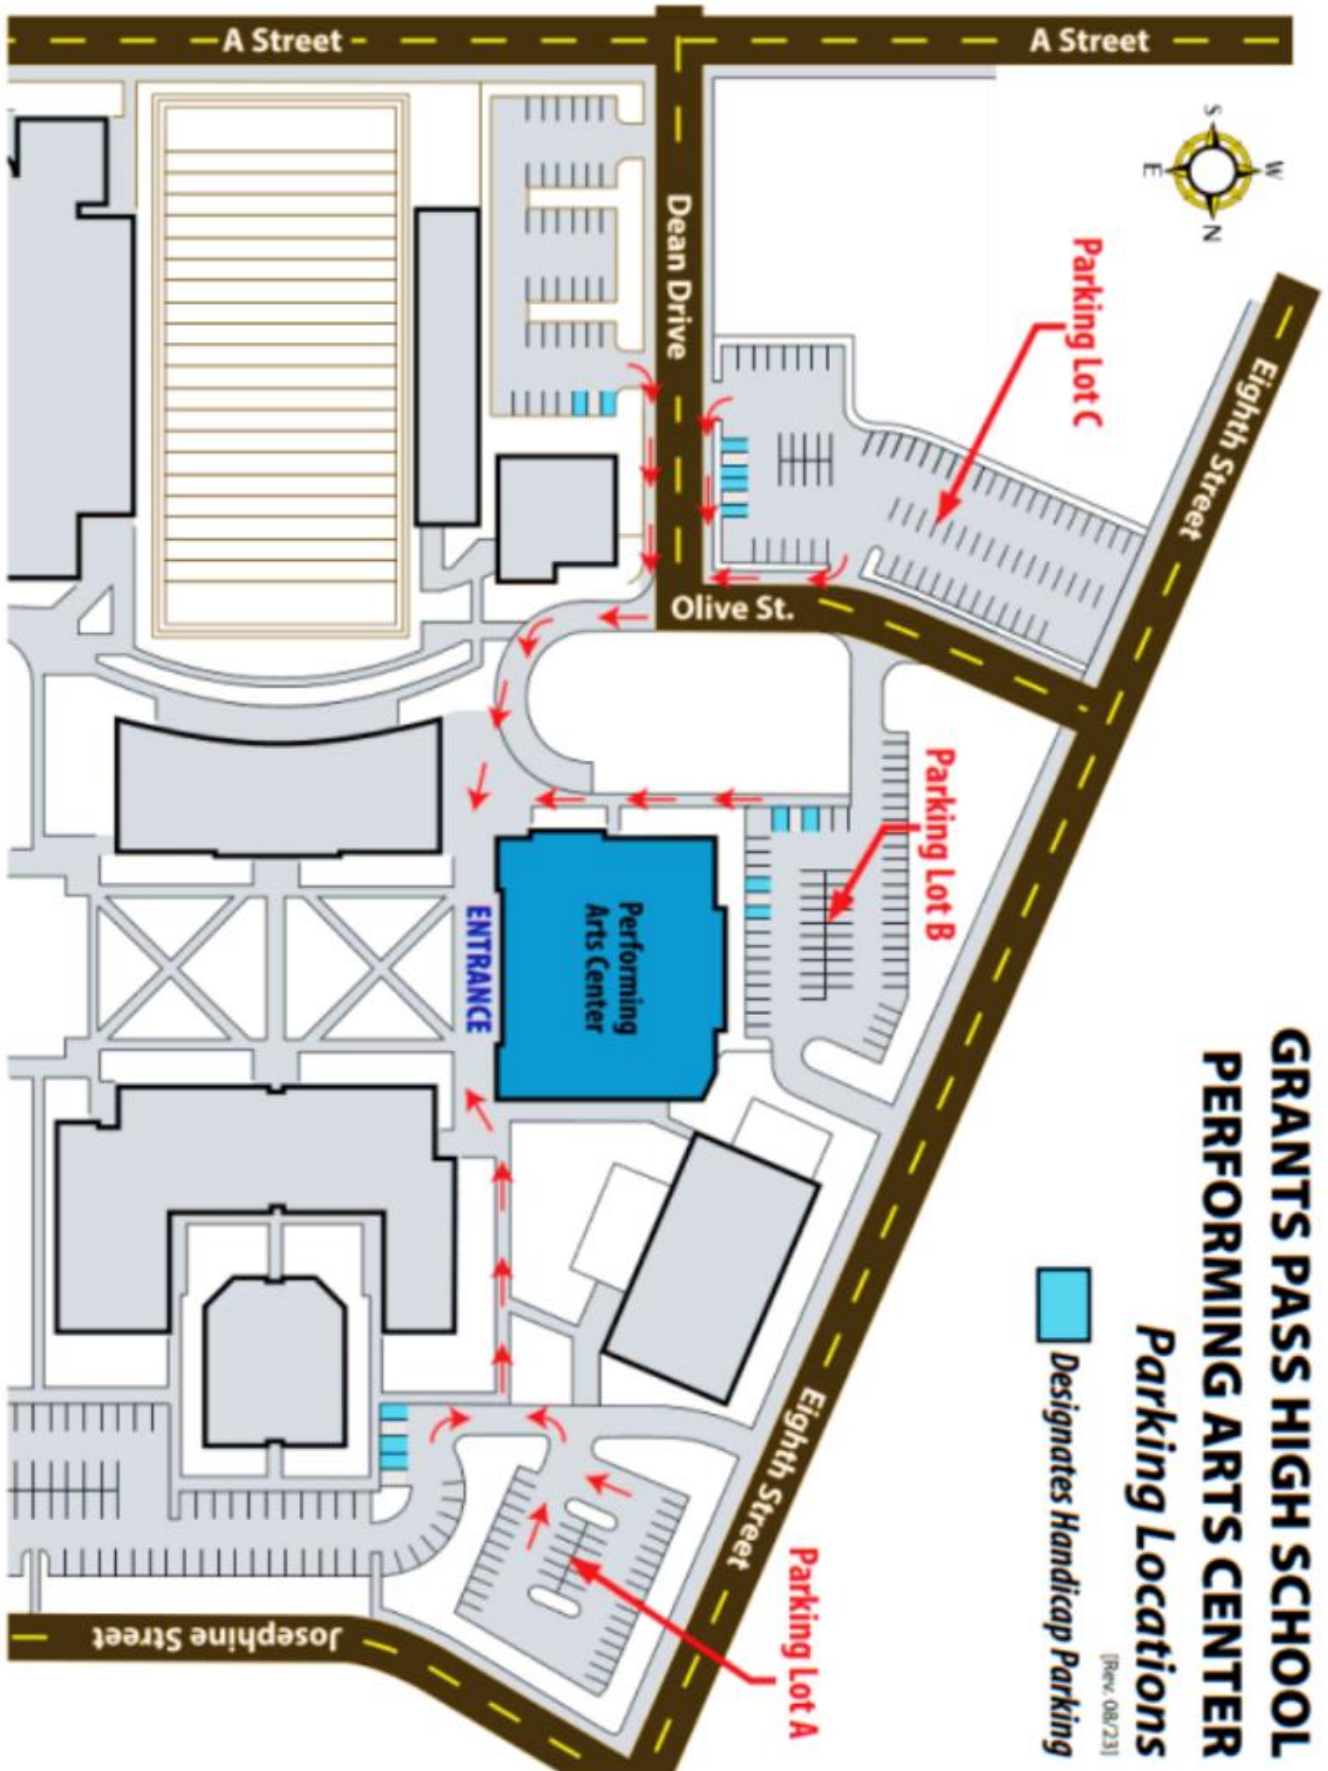 GRANTS PASS HIGH SCHOOL
PERFORMING ARTS CENTER
Parking Locations
[Rev. 08/23]
Designates Handicap Parking
A Street
A Street
S
W
E
N
Dean Drive
Parking Lot C
Eighth Street
Olive St.
Parking Lot B
Performing
Arts Center
ENTRANCE
Eighth Street
Parking Lot A
Josephine Street